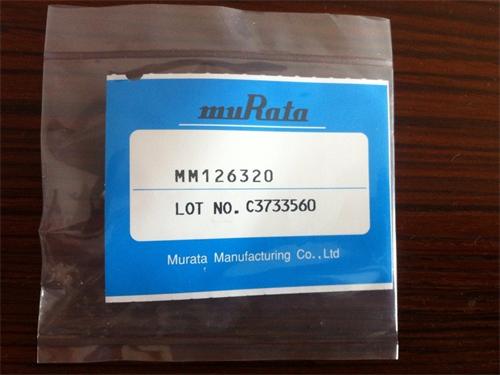 muRata
MM126320
LOT NO. C3733560
Murata Manufacturing Co., Ltd